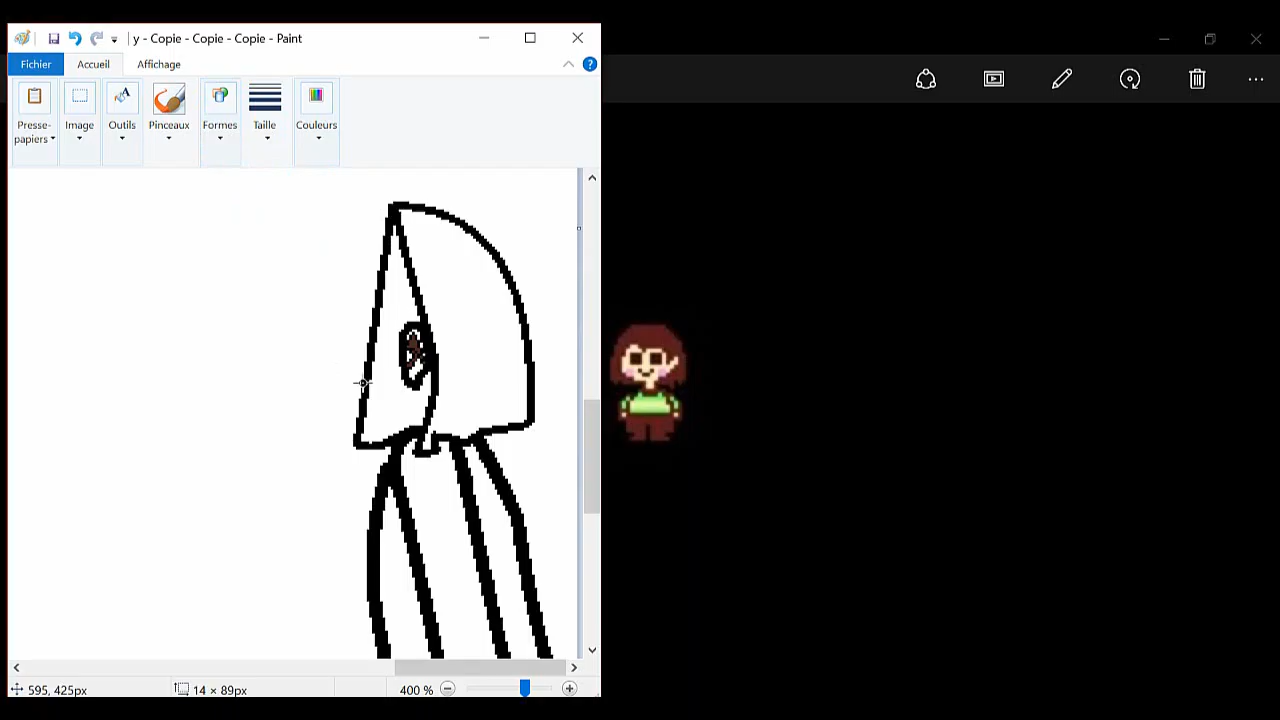 y - Copie - Copie - Copie - Paint
Fichier
Accueil
Affichage
Presse-
papiers
Image
Outils
Pinceaux
Formes
Taille
Couleurs
595, 425px
14 × 89px
400 %